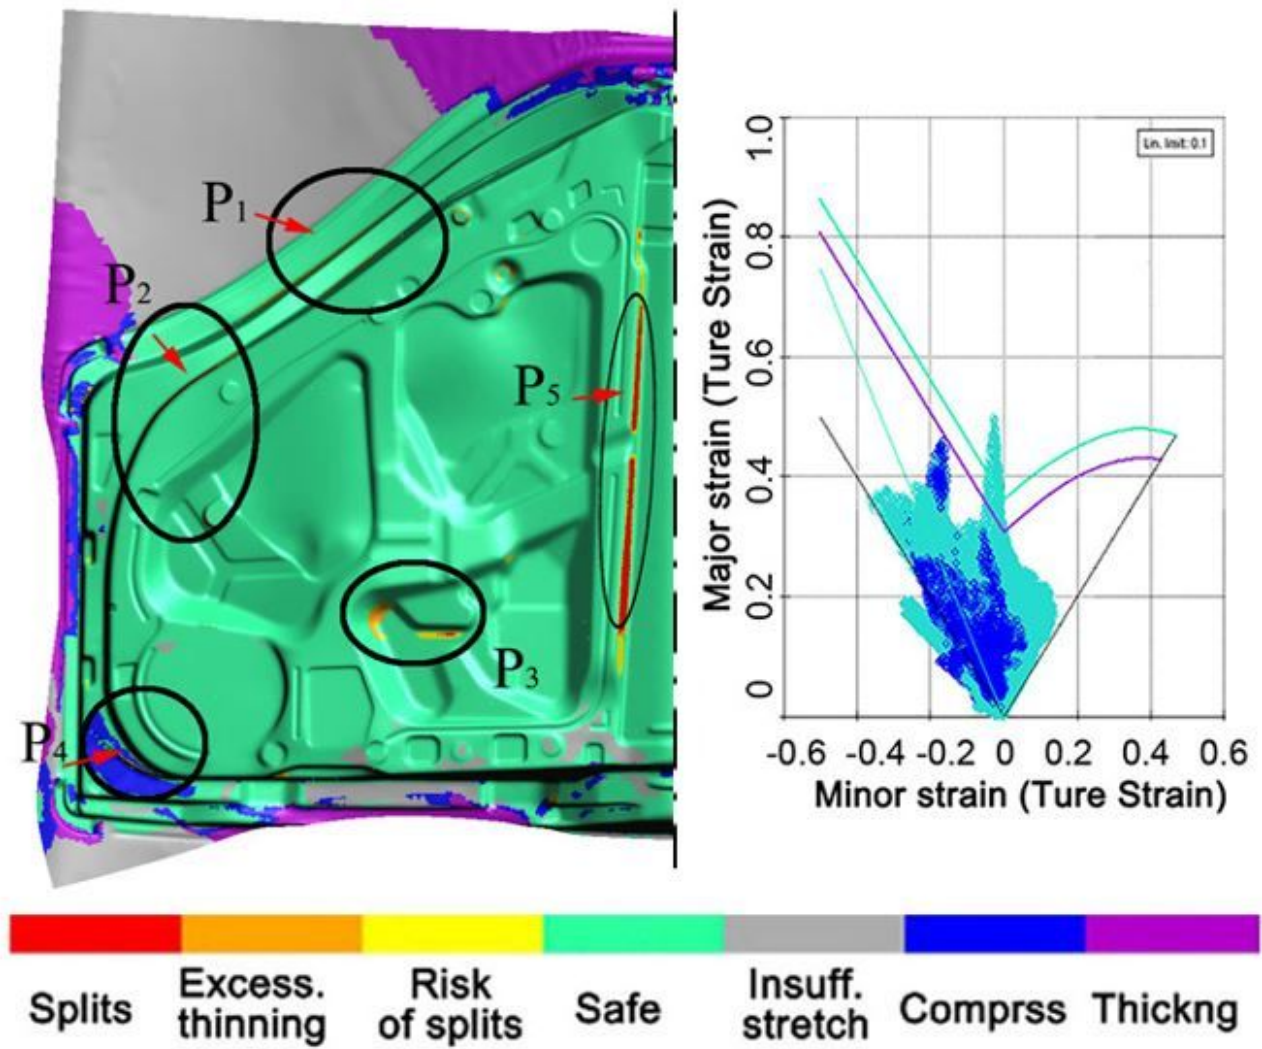 P1
P2
P5
P3
P4
Lin. limit: 0.1
1.0
0.8
0.6
0.4
0.2
0
Major strain (Ture Strain)
-0.6 -0.4 -0.2 0 0.2 0.4 0.6
Minor strain (Ture Strain)
Splits
Excess.
thinning
Risk
of splits
Safe
Insuff.
stretch
Comprss
Thickng